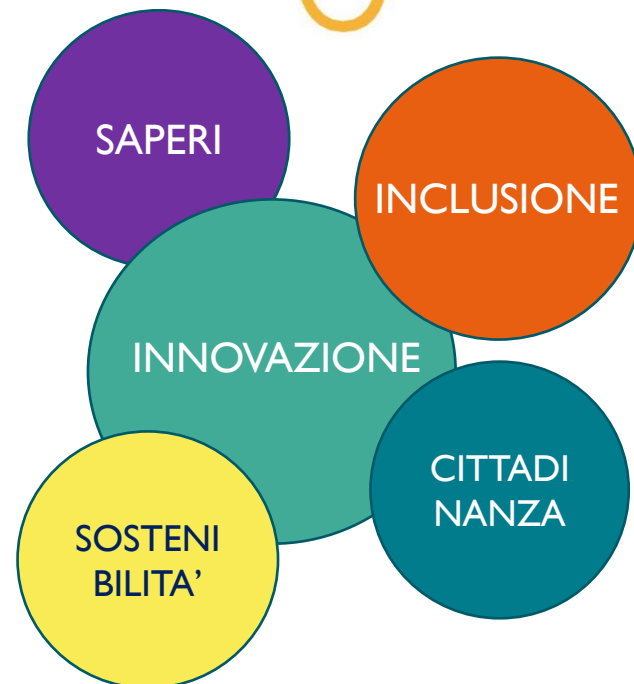 SAPERI
INCLUSIONE
INNOVAZIONE
CITTADI
NANZA
SOSTENI
BILITA’